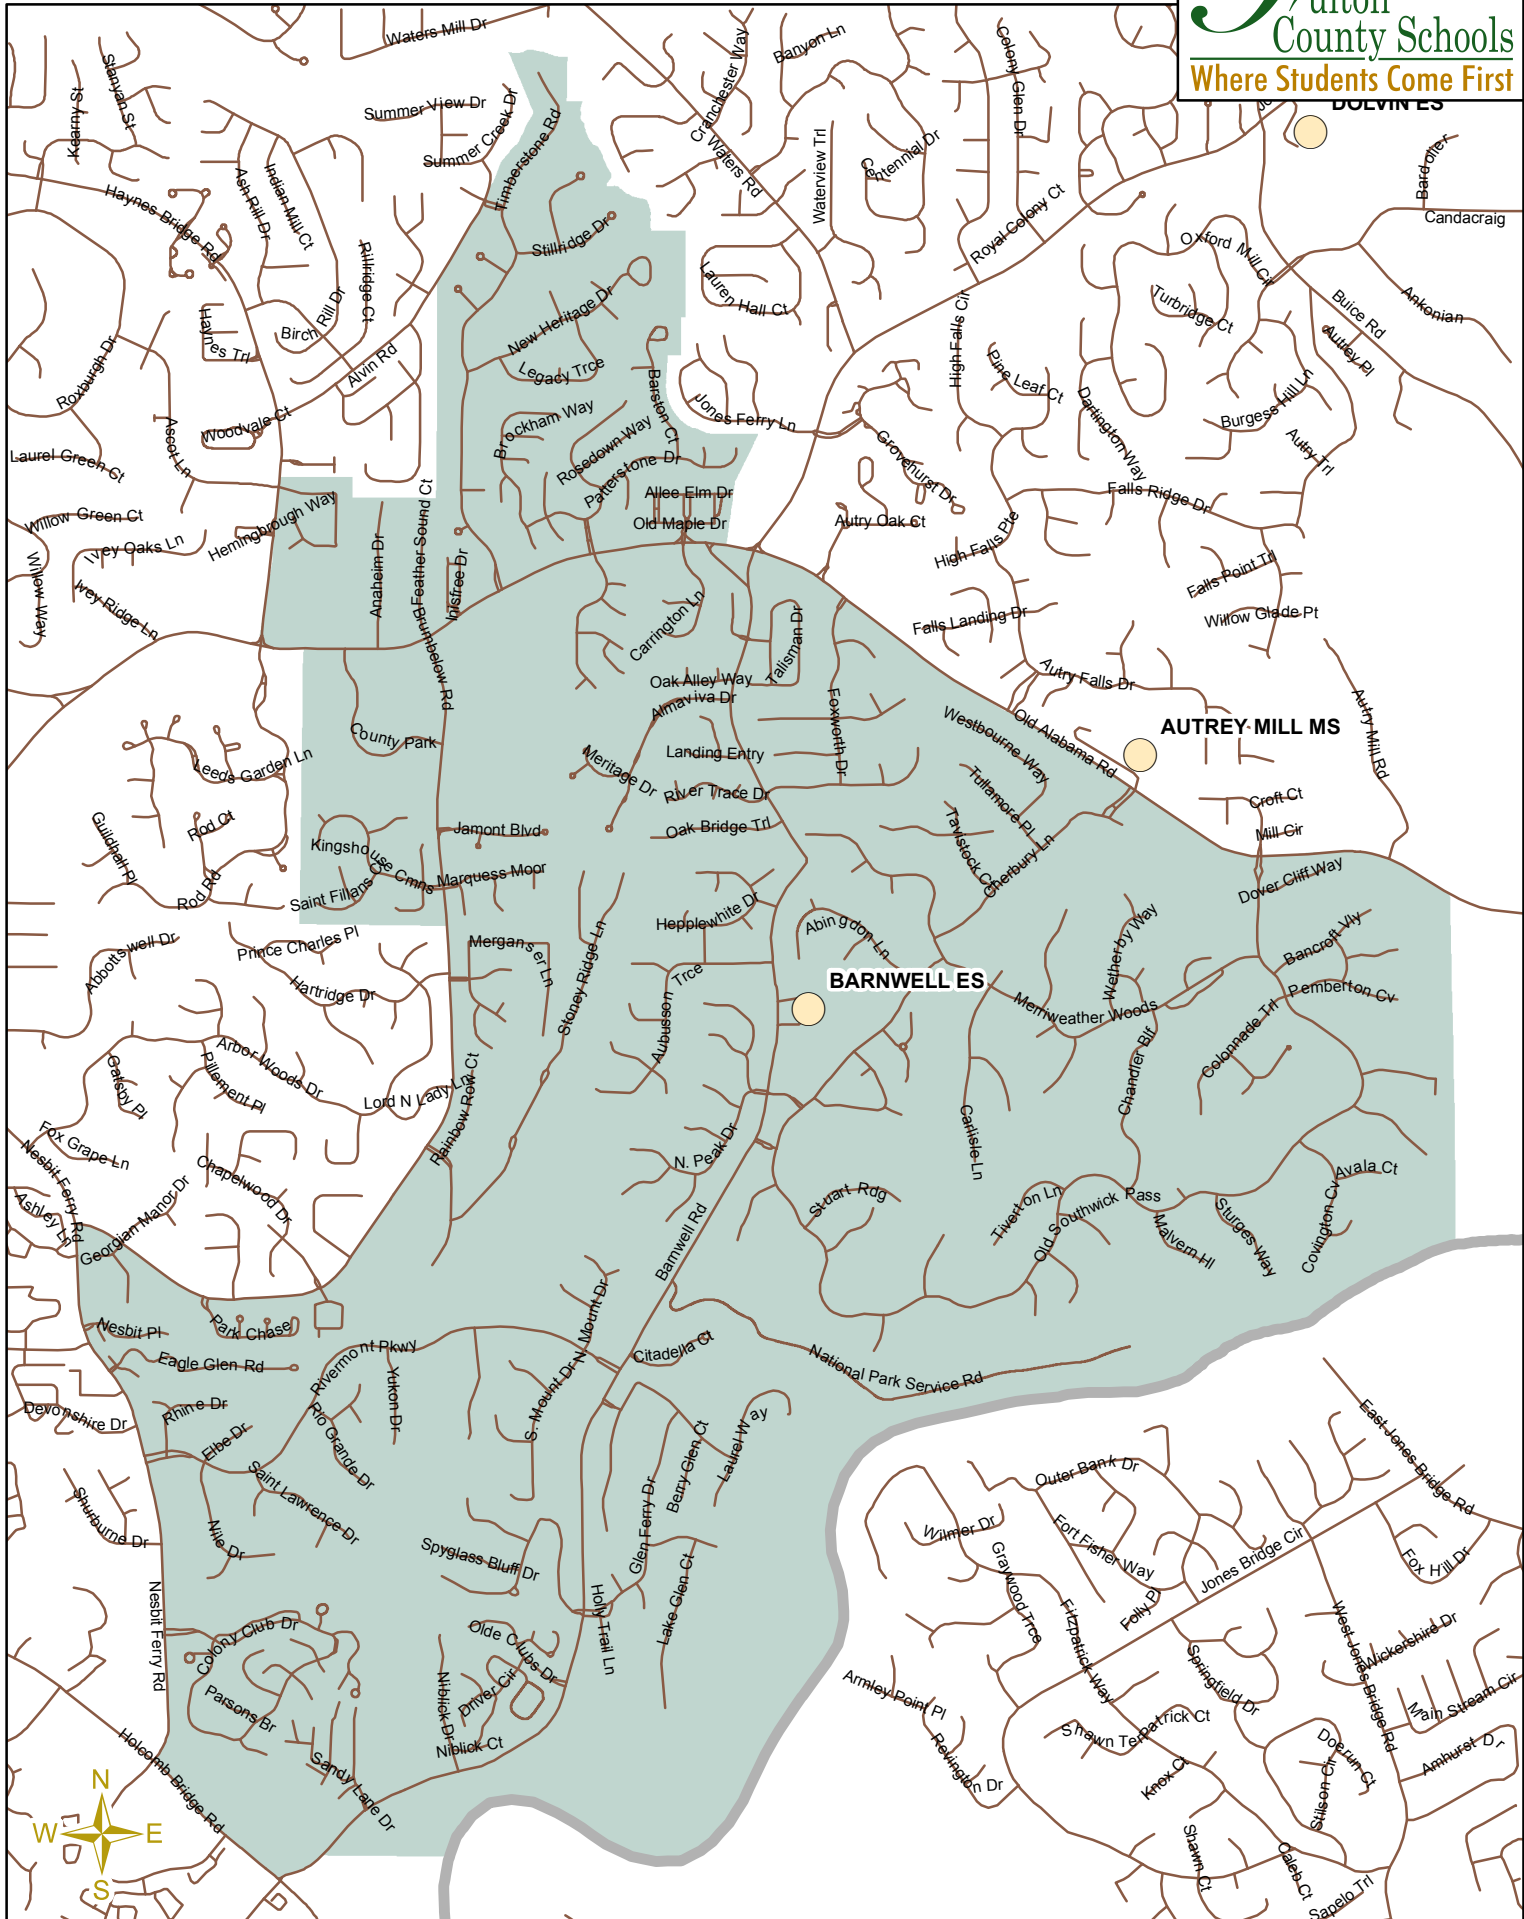 Fulton
County Schools
Where Students Come First
DOLVIN ES
Waters Mill Dr
Banyon Ln
Cranchester Way
Colony Glen Dr
Stanyan St
Kearny St
Summer View Dr
Summer Creek Dr
Timberstone Rd
Waters Rd
Waterview Trl
Centennial Dr
Bardolier
Candacraig
Haynes Bridge Rd
Ash Rill Dr
Indian Mill Ct
Rillridge Ct
Stillridge Dr
Royal Colony Ct
Oxford Mill Cir
Lauren Hall Ct
Turbridge Ct
Buice Rd
Ankonian
Haynes Trl
Birch Rill Dr
New Heritage Dr
High Falls Cir
Autrey Pl
Roxburgh Dr
Alvin Rd
Legacy Trce
Barston Ct
Pine Leaf Ct
Jones Ferry Ln
Dartington Way
Burgess Hill Ln
Ascot Ln
Woodvale Ct
Brockham Way
Rosedown Way
Patterstone Dr
Grovehurst Dr
Autry Trl
Laurel Green Ct
Allee Elm Dr
Falls Ridge Dr
Willow Green Ct
Hemingbrough Way
Feather Sound Ct
Old Maple Dr
Autry Oak Ct
Ivey Oaks Ln
High Falls Pte
Willow Way
Ivey Ridge Ln
Anaheim Dr
Inisfree Dr
Brumbelow Rd
Falls Point Trl
Carrington Ln
Talisman Dr
Falls Landing Dr
Willow Glade Pt
Oak Alley Way
Almaviva Dr
Foxworth Dr
Autry Falls Dr
Westbourne Way
Old Alabama Rd
AUTREY MILL MS
Autry Mill Rd
County Park
Leeds Garden Ln
Landing Entry
Meritage Dr
River Trace Dr
Tullamore Pl
Croft Ct
Guildhall Pl
Rod Ct
Kingshouse Cmns
Jamont Blvd
Oak Bridge Trl
Tavistock Ct
Cherbury Ln
Mill Cir
Marquess Moor
Dover Cliff Way
Rod Rd
Saint Fillans Ct
Hepplewhite Dr
Abingdon Ln
Wetherby Way
Bancroft Vly
Abbottswell Dr
Prince Charles Pl
Merganser Ln
Stoney Ridge Ln
Aubusson Trce
BARNWELL ES
Pemberton Cv
Hartridge Dr
Merriweather Woods
Colonnade Trl
Arbor Woods Dr
Pillement Pl
Gatsby Pl
Lord N Lady Ln
Rainbow Row Ct
Chandler Blf
Carlisle Ln
Fox Grape Ln
Nesbit Ferry Rd
N. Peak Dr
Chapelwood Dr
Georgian Manor Dr
Ashley Ln
Stuart Rdg
Tiverton Ln
Old Southwick Pass
Avala Ct
Covington Cv
Sturges Way
Malvern Hl
Barnwell Rd
Nesbit Pl
Park Chase
Eagle Glen Rd
Rivermont Pkwy
N. Mount Dr
S. Mount Dr
Citadella Ct
National Park Service Rd
Yukon Dr
Devonshire Dr
Rhine Dr
Rio Grande Dr
Laurel Way
Berry Glen Ct
East Jones Bridge Rd
Elbe Dr
Saint Lawrence Dr
Outer Bank Dr
Shurburne Dr
Nile Dr
Spyglass Bluff Dr
Glen Ferry Dr
Wilmer Dr
Fort Fisher Way
Jones Bridge Cir
Fox Hill Dr
Graywood Trce
Nesbit Ferry Rd
Lake Glen Ct
Holly Trail Ln
Fitzpatrick Way
Folly Pl
West Jones Bridge Rd
Wickershire Dr
Colony Club Dr
Olde Clubs Dr
Springfield Dr
Parsons Br
Niblick Dr
Driver Cir
Armley Point Pl
Main Stream Cir
Holcomb Bridge Rd
Niblick Ct
Shawn Ter
Patrick Ct
Revington Dr
Knox Ct
Doerun Ct
Amhurst Dr
Stilson Cir
Sandy Lane Dr
N
W
E
S
Shawn Ct
Caleb Ct
Sapelo Trl